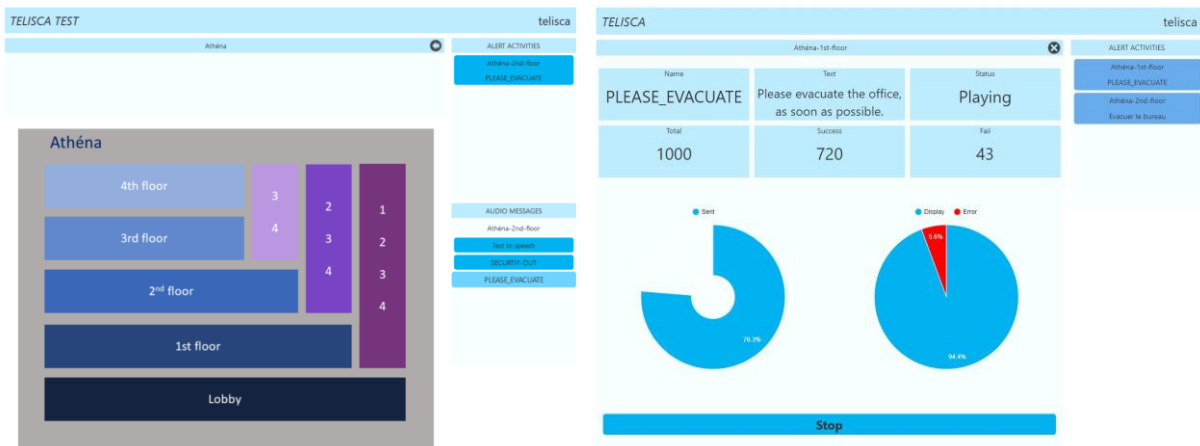 TELISCA TEST
telisca
Athéna
ALERT ACTIVITIES
Athéna-2nd-floor
PLEASE_EVACUATE
Athéna
4th floor
3rd floor
2nd floor
1st floor
Lobby
3
4
2
3
4
1
2
3
4
AUDIO MESSAGES
Athéna-2nd-floor
Text to speech
SECURTIY-OUT
PLEASE_EVACUATE
TELISCA
telisca
Athéna-1st-floor
ALERT ACTIVITIES
Athéna-1st-floor
PLEASE_EVACUATE
Athéna-2nd-floor
Evacuer le bureau
Name
PLEASE_EVACUATE
Text
Please evacuate the office,
as soon as possible.
Status
Playing
Total
1000
Success
720
Fail
43
Sent
76.3%
Display
Error
5.6%
94.4%
Stop